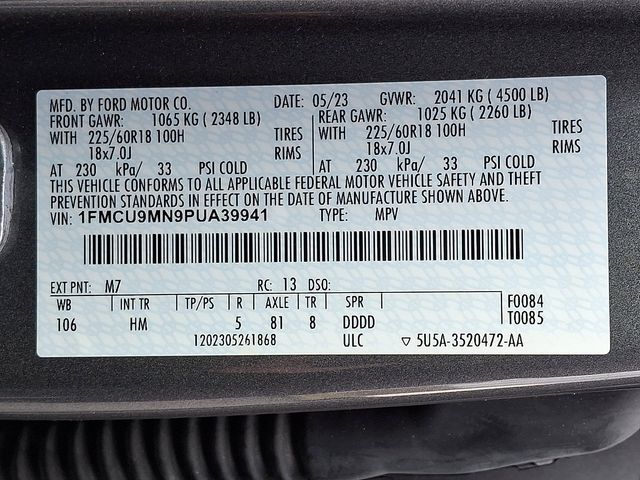 MFD. BY FORD MOTOR CO. DATE: 05/23 GVWR: 2041 KG ( 4500 LB)
FRONT GAWR: 1065 KG ( 2348 LB) REAR GAWR: 1025 KG ( 2260 LB)
WITH 225/60R18 100H TIRES WITH 225/60R18 100H TIRES
18x7.0J RIMS 18x7.0J RIMS
AT 230 kPa/ 33 PSI COLD AT 230 kPa/ 33 PSI COLD
THIS VEHICLE CONFORMS TO ALL APPLICABLE FEDERAL MOTOR VEHICLE SAFETY AND THEFT
PREVENTION STANDARDS IN EFFECT ON THE DATE OF MANUFACTURE SHOWN ABOVE.
VIN: 1FMCU9MN9PUA39941 TYPE: MPV
EXT PNT: M7 RC: 13 DSO:
WB INT TR TP/PS R AXLE TR SPR F0084
106 HM 5 81 8 DDDD T0085
1202305261868 ULC ▽ 5U5A-3520472-AA